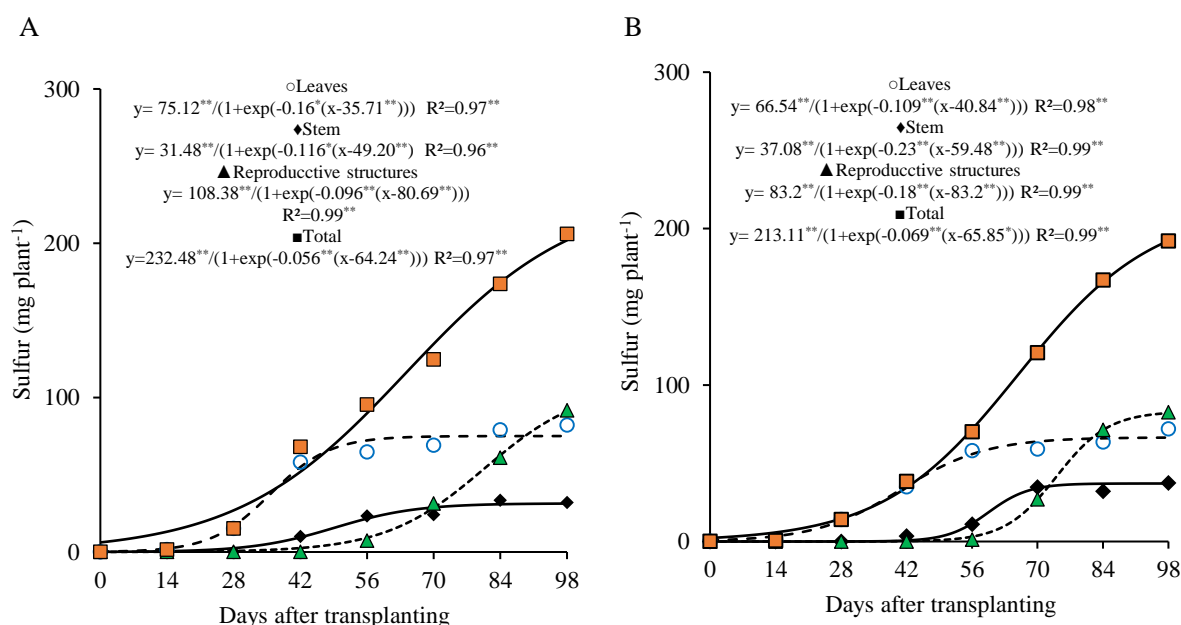 A
300
200
100
0
Sulfur (mg plant⁻¹)
○Leaves
y= 75.12**/(1+exp(-0.16*(x-35.71**))) R²=0.97**
♦Stem
y= 31.48**/(1+exp(-0.116*(x-49.20**) R²=0.96**
▲Reproducctive structures
y= 108.38**/(1+exp(-0.096**(x-80.69**)))
R²=0.99**
■Total
y=232.48**/(1+exp(-0.056**(x-64.24**))) R²=0.97**
0 14 28 42 56 70 84 98
Days after transplanting
B
300
200
100
0
Sulfur (mg plant⁻¹)
○Leaves
y= 66.54**/(1+exp(-0.109**(x-40.84**))) R²=0.98**
♦Stem
y= 37.08**/(1+exp(-0.23**(x-59.48**))) R²=0.99**
▲Reproducctive structures
y= 83.2**/(1+exp(-0.18**(x-83.2**))) R²=0.99**
■Total
y= 213.11**/(1+exp(-0.069**(x-65.85*))) R²=0.99**
0 14 28 42 56 70 84 98
Days after transplanting